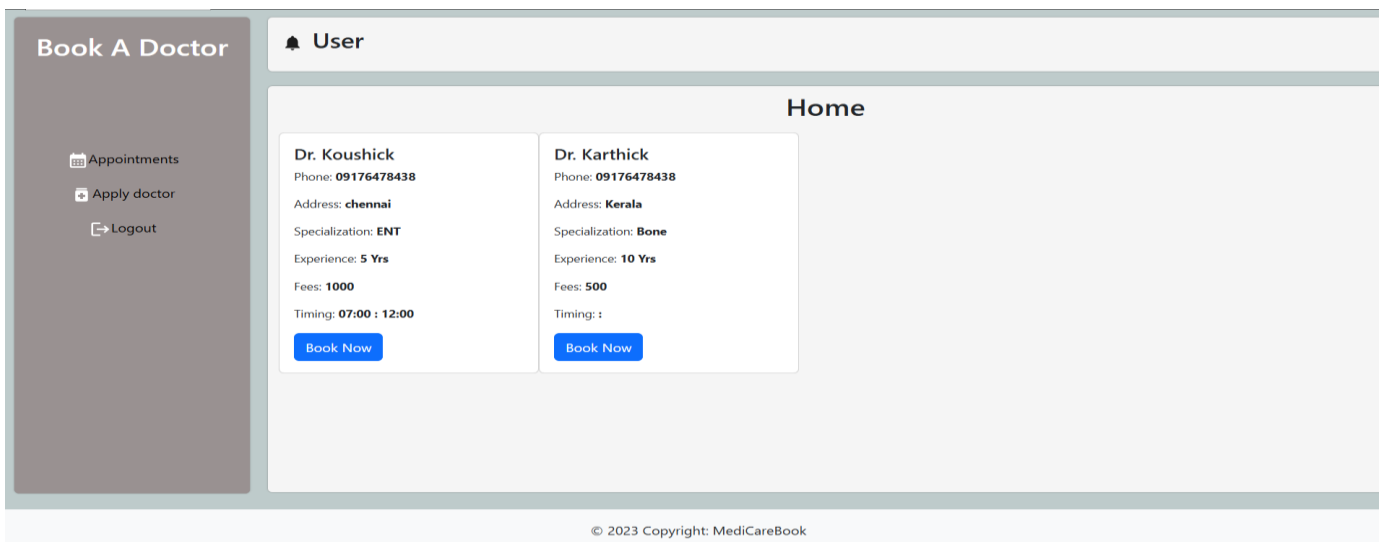 Book A Doctor
Appointments
Apply doctor
Logout
User
Home
Dr. Koushick
Phone: 09176478438
Address: chennai
Specialization: ENT
Experience: 5 Yrs
Fees: 1000
Timing: 07:00 : 12:00
Book Now
Dr. Karthick
Phone: 09176478438
Address: Kerala
Specialization: Bone
Experience: 10 Yrs
Fees: 500
Timing: :
Book Now
© 2023 Copyright: MediCareBook